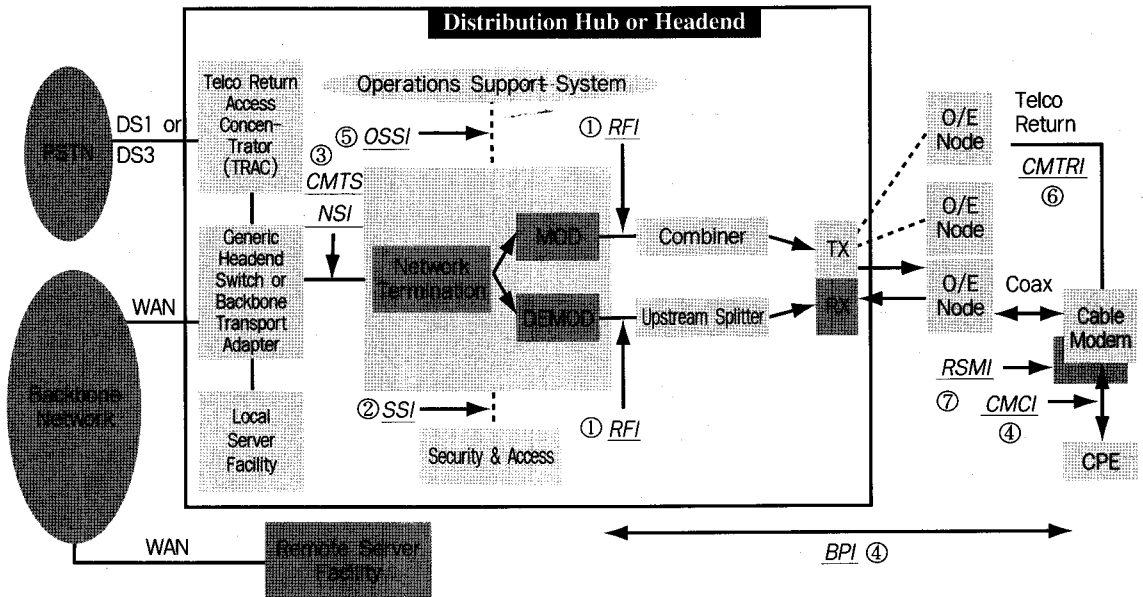 Distribution Hub or Headend
Telco Return
Access
Concen-
Trator
(TRAC)
Operations Support System
DS1 or
DS3
PSTN
⑤ OSSI
① RFI
③
CMTS
NSI
O/E
Node
Telco
Return
CMTRI
⑥
Generic
Headend
Switch or
Backbone
Transport
Adapter
Network
Termination
MOD
DEMOD
Combiner
Upstream Splitter
TX
RX
O/E
Node
O/E
Node
Coax
Cable
Modem
WAN
Backbone
Network
RSMI
⑦
CMCI
④
CPE
② SSI
① RFI
Local
Server
Facility
Security & Access
WAN
Remote Server
Facility
BPI ④